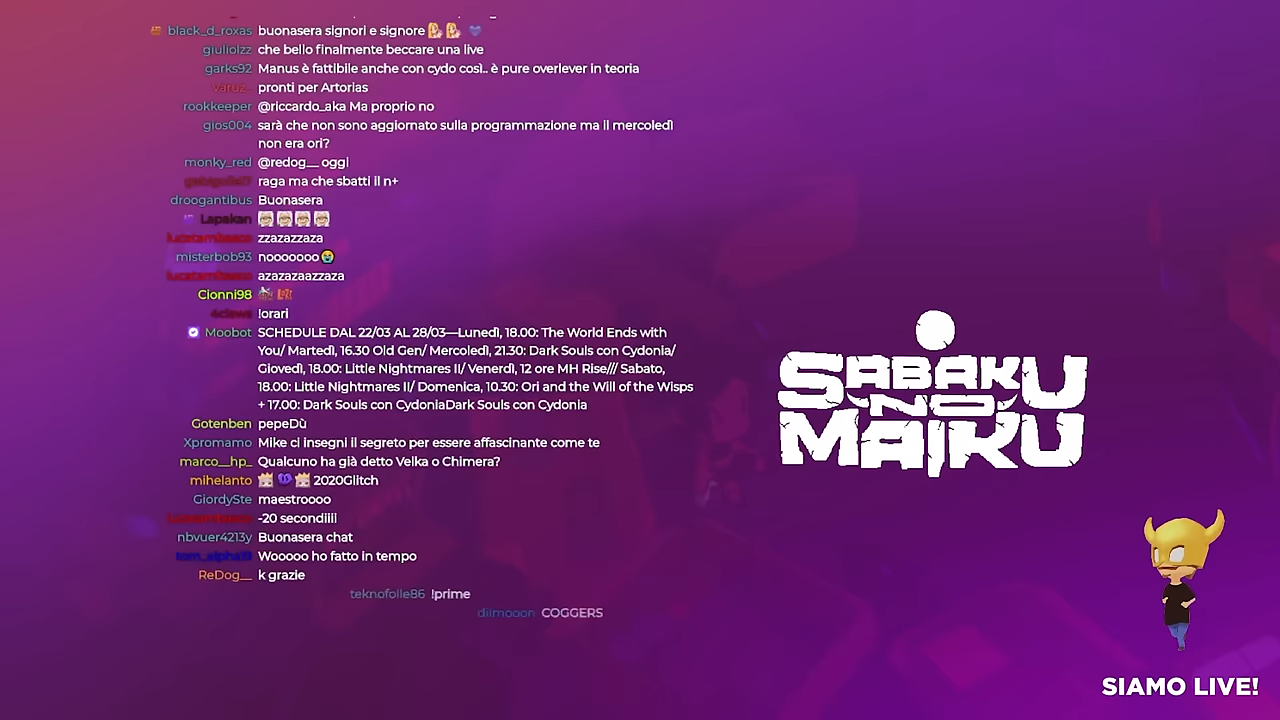 black_d_roxas buonasera signori e signore
giuliolzz che bello finalmente beccare una live
garks92 Manus è fattibile anche con cydo così.. è pure overlever in teoria
varuz_ pronti per Artorias
rookkeeper @riccardo_aka Ma proprio no
gios004 sarà che non sono aggiornato sulla programmazione ma il mercoledì
non era ori?
monky_red @redog__ oggi
raga ma che sbatti il n+
droogantibus Buonasera
Lapakan
zzazazzaza
misterbob93 nooooooo
azazazaazzaza
Cionni98
4clawz !orari
Moobot SCHEDULE DAL 22/03 AL 28/03—Lunedì, 18.00: The World Ends with
You/ Martedì, 16.30 Old Gen/ Mercoledì, 21.30: Dark Souls con Cydonia/
Giovedì, 18.00: Little Nightmares II/ Venerdì, 12 ore MH Rise/// Sabato,
18.00: Little Nightmares II/ Domenica, 10.30: Ori and the Will of the Wisps
+ 17.00: Dark Souls con CydoniaDark Souls con Cydonia
Gotenben pepeDù
Xpromamo Mike ci insegni il segreto per essere affascinante come te
marco__hp_ Qualcuno ha già detto Velka o Chimera?
mihelanto 2020Glitch
GiordySte maestroooo
-20 secondiiii!
nbvuer4213y Buonasera chat
tom_alpha19 Wooooo ho fatto in tempo
ReDog__ k grazie
teknofolle86 !prime
diimooon COGGERS
SABAKU
NO
MAIKU
SIAMO LIVE!